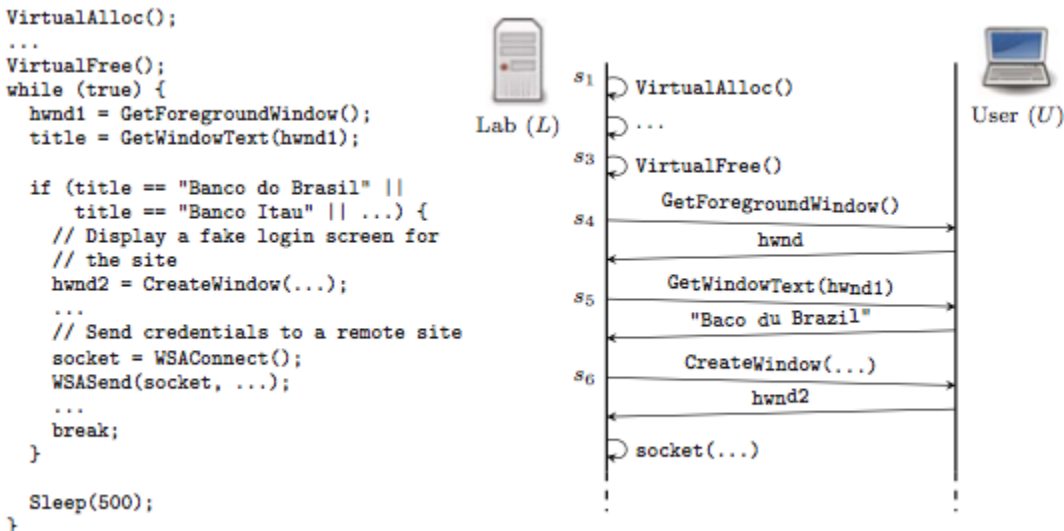 VirtualAlloc();
...
VirtualFree();
while (true) {
hwnd1 = GetForegroundWindow();
title = GetWindowText(hwnd1);
if (title == "Banco do Brasil" ||
title == "Banco Itau" || ...) {
// Display a fake login screen for
// the site
hwnd2 = CreateWindow(...);
...
// Send credentials to a remote site
socket = WSAConnect();
WSASend(socket, ...);
...
break;
}
Sleep(500);
}
Lab (L)
User (U)
s1 VirtualAlloc()
...
s3 VirtualFree()
GetForegroundWindow()
s4
hwnd
GetWindowText(hwnd1)
s5
"Baco du Brazil"
CreateWindow(...)
s6
hwnd2
socket(...)